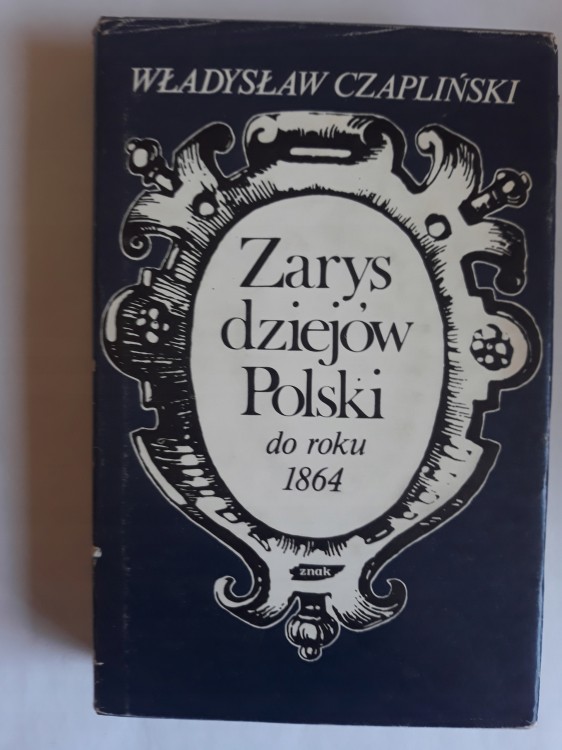 WŁADYSŁAW CZAPLIŃSKI
Zarys
dziejów
Polski
do roku
1864
znak